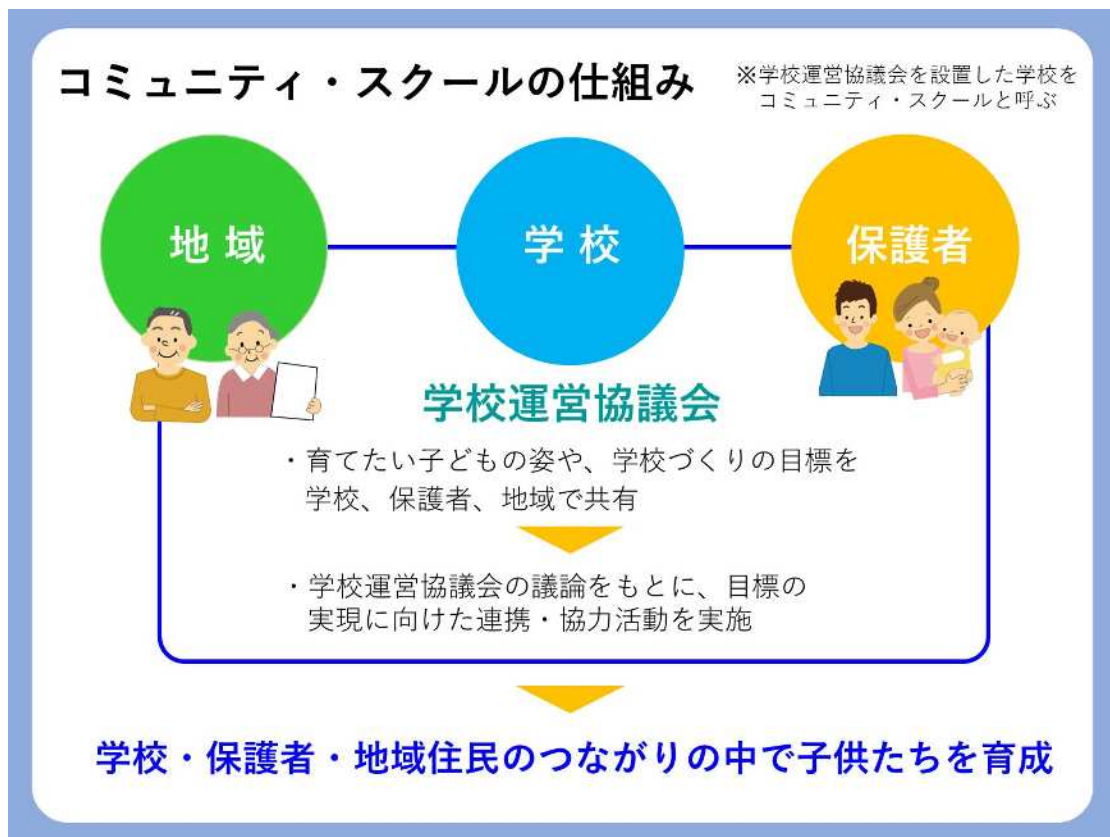 コミュニティ・スクールの仕組み
※学校運営協議会を設置した学校を
コミュニティ・スクールと呼ぶ
地域
学校
保護者
学校運営協議会
・育てたい子どもの姿や、学校づくりの目標を
学校、保護者、地域で共有
・学校運営協議会の議論をもとに、目標の
実現に向けた連携・協力活動を実施
学校・保護者・地域住民のつながりの中で子供たちを育成